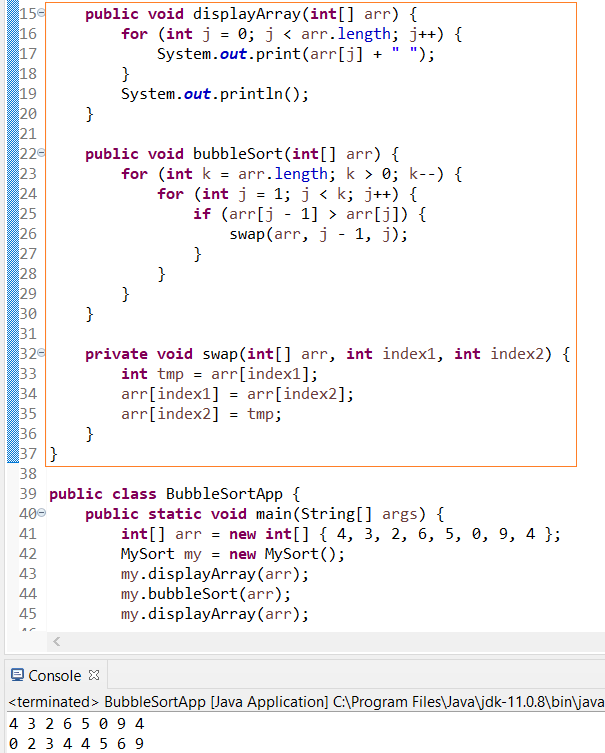 15 public void displayArray(int[] arr) {
16 for (int j = 0; j < arr.length; j++) {
17 System.out.print(arr[j] + " ");
18 }
19 System.out.println();
20 }
21
22 public void bubbleSort(int[] arr) {
23 for (int k = arr.length; k > 0; k--) {
24 for (int j = 1; j < k; j++) {
25 if (arr[j - 1] > arr[j]) {
26 swap(arr, j - 1, j);
27 }
28 }
29 }
30 }
31
32 private void swap(int[] arr, int index1, int index2) {
33 int tmp = arr[index1];
34 arr[index1] = arr[index2];
35 arr[index2] = tmp;
36 }
37 }
38
39 public class BubbleSortApp {
40 public static void main(String[] args) {
41 int[] arr = new int[] { 4, 3, 2, 6, 5, 0, 9, 4 };
42 MySort my = new MySort();
43 my.displayArray(arr);
44 my.bubbleSort(arr);
45 my.displayArray(arr);
Console
<terminated> BubbleSortApp [Java Application] C:\Program Files\Java\jdk-11.0.8\bin\java
4 3 2 6 5 0 9 4
0 2 3 4 4 5 6 9